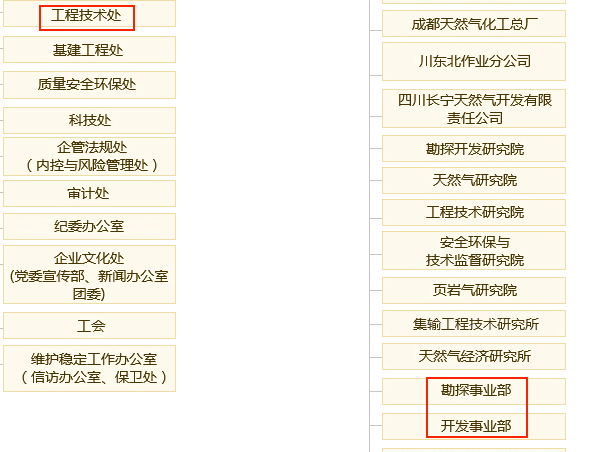 工程技术处
基建工程处
质量安全环保处
科技处
企管法规处
（内控与风险管理处）
审计处
纪委办公室
企业文化处
(党委宣传部、新闻办公室
团委)
工会
维护稳定工作办公室
（信访办公室、保卫处）
成都天然气化工总厂
川东北作业分公司
四川长宁天然气开发有限
责任公司
勘探开发研究院
天然气研究院
工程技术研究院
安全环保与
技术监督研究院
页岩气研究院
集输工程技术研究所
天然气经济研究所
勘探事业部
开发事业部